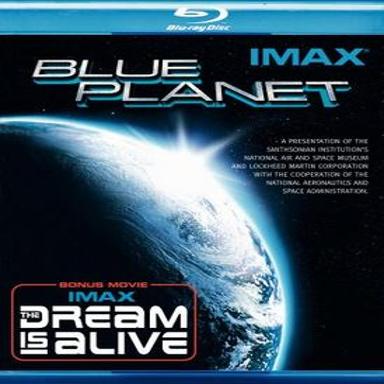 Blu-ray Disc
IMAX
BLUE
PLANET
- A PRESENTATION OF THE
SANTHSONIAN INSTITUTION'S
NATIONAL AIR AND SPACE MUSEUM
AND LOCKHEED MARTIN CORPORATION
WITH THE COOPERATION OF THE
NATIONAL AERONAUTICS AND
SPACE ADMINISTRATION.
BONUS MOVIE
IMAX
THE
DREAM
IS ALIVE